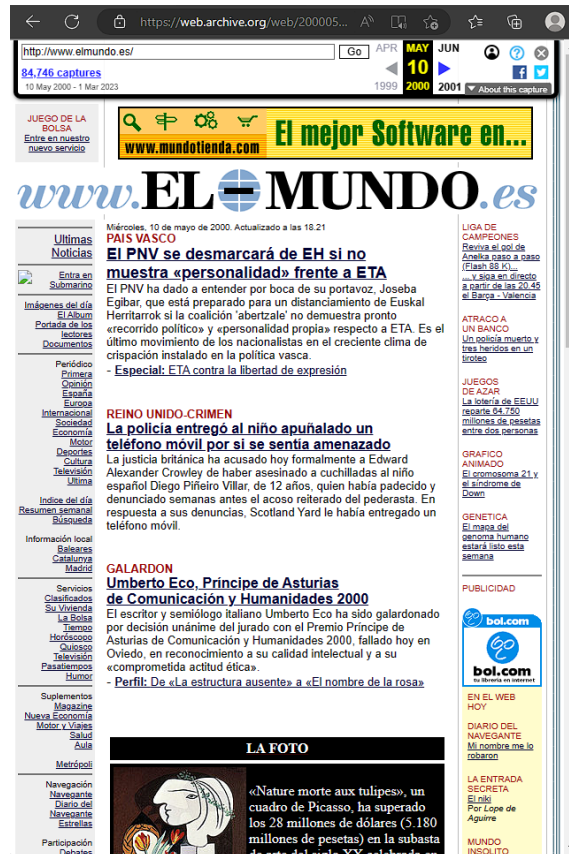 https://web.archive.org/web/200005...
http://www.elmundo.es/
Go
APR MAY JUN
84,746 captures
10
10 May 2000 - 1 Mar 2023
1999 2000 2001
▼ About this capture
JUEGO DE LA
BOLSA
Entre en nuestro
nuevo servicio
www.mundotienda.com
El mejor Software en...
www.EL MUNDO.es
Ultimas
Noticias
Entra en
Submarino
Imágenes del día
El Album
Portada de los
lectores
Documentos
Periódico
Primera
Opinión
España
Europa
Internacional
Sociedad
Economía
Motor
Deportes
Cultura
Televisión
Ultima
Indice del día
Resumen semanal
Búsqueda
Información local
Baleares
Catalunya
Madrid
Servicios
Clasificados
Su Vivienda
La Bolsa
Tiempo
Horóscopo
Quiosco
Televisión
Pasatiempos
Humor
Suplementos
Magazine
Nueva Economía
Motor y Viajes
Salud
Aula
Metrópoli
Navegación
Navegante
Diario del
Navegante
Estrellas
Participación
Debates
Miércoles, 10 de mayo de 2000. Actualizado a las 18.21
PAIS VASCO
El PNV se desmarcará de EH si no
muestra «personalidad» frente a ETA
El PNV ha dado a entender por boca de su portavoz, Joseba
Egibar, que está preparado para un distanciamiento de Euskal
Herritarrok si la coalición 'abertzale' no demuestra pronto
«recorrido político» y «personalidad propia» respecto a ETA. Es el
último movimiento de los nacionalistas en el creciente clima de
crispación instalado en la política vasca.
- Especial: ETA contra la libertad de expresión
REINO UNIDO-CRIMEN
La policía entregó al niño apuñalado un
teléfono móvil por si se sentia amenazado
La justicia británica ha acusado hoy formalmente a Edward
Alexander Crowley de haber asesinado a cuchilladas al niño
español Diego Piñeiro Villar, de 12 años, quien había padecido y
denunciado semanas antes el acoso reiterado del pederasta. En
respuesta a sus denuncias, Scotland Yard le había entregado un
teléfono móvil.
GALARDON
Umberto Eco, Príncipe de Asturias
de Comunicación y Humanidades 2000
El escritor y semiólogo italiano Umberto Eco ha sido galardonado
por decisión unánime del jurado con el Premio Príncipe de
Asturias de Comunicación y Humanidades 2000, fallado hoy en
Oviedo, en reconocimiento a su calidad intelectual y a su
«comprometida actitud ética».
- Perfil: De «La estructura ausente» a «El nombre de la rosa»
LA FOTO
«Nature morte aux tulipes», un
cuadro de Picasso, ha superado
los 28 millones de dólares (5.180
millones de pesetas) en la subasta
LIGA DE
CAMPEONES
Reviva el gol de
Anelka paso a paso
(Flash 88 K)...
... y siga en directo
a partir de las 20.45
el Barça - Valencia
ATRACO A
UN BANCO
Un policía muerto y
tres heridos en un
tiroteo
JUEGOS
DE AZAR
La lotería de EEUU
reparte 64.750
millones de pesetas
entre dos personas
GRAFICO
ANIMADO
El cromosoma 21 y
el síndrome de
Down
GENETICA
El mapa del
genoma humano
estará listo esta
semana
PUBLICIDAD
bol.com
bol.com
tu librería en internet
EN EL WEB
HOY
DIARIO DEL
NAVEGANTE
Mi nombre me lo
robaron
LA ENTRADA
SECRETA
El niki
Por Lope de
Aguirre
MUNDO
INSOLITO